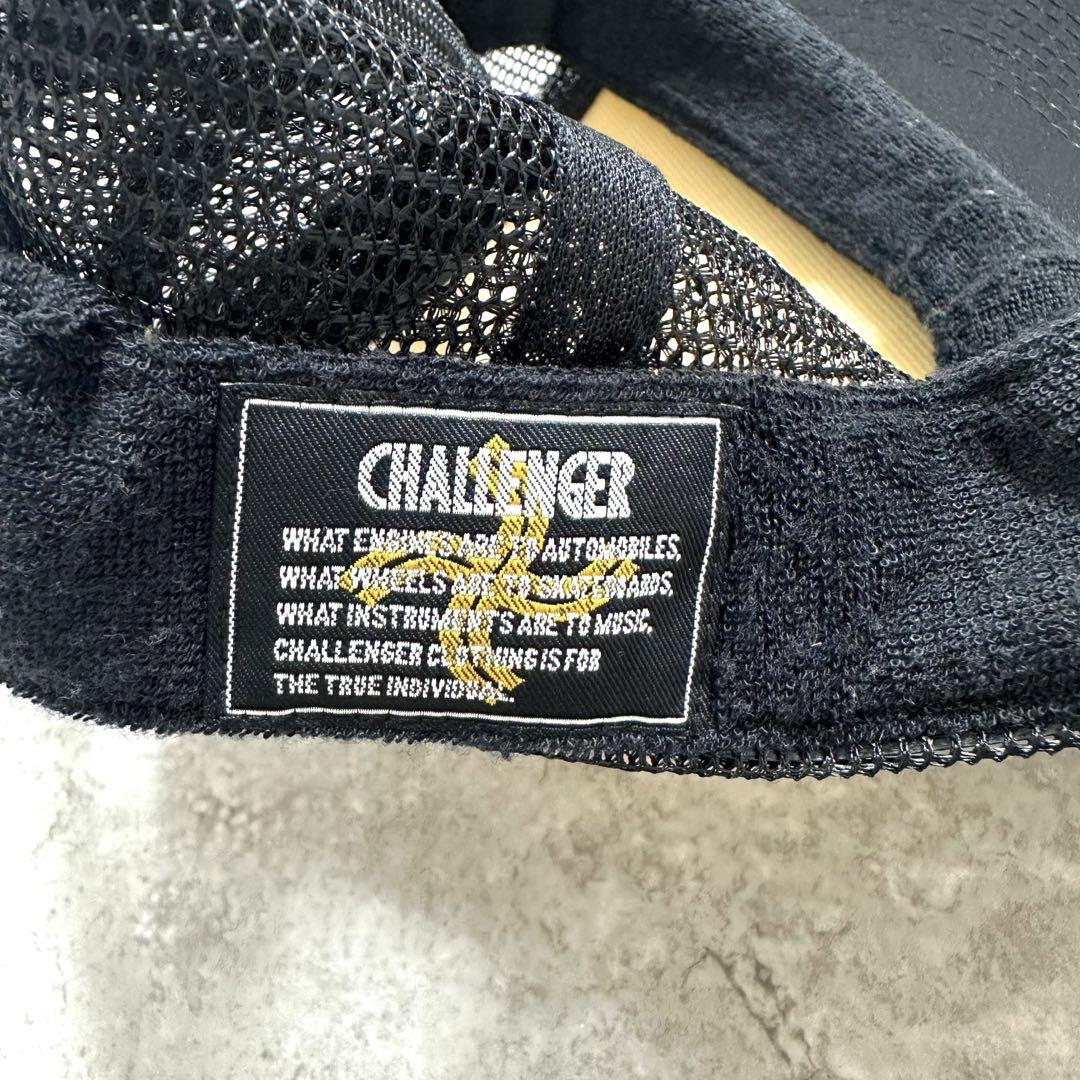 CHALLENGER
WHAT ENGINES ARE TO AUTOMOBILES,
WHAT WHEELS ARE TO SKATEBOARDS,
WHAT INSTRUMENTS ARE TO MUSIC,
CHALLENGER CLOTHING IS FOR
THE TRUE INDIVIDUAL.